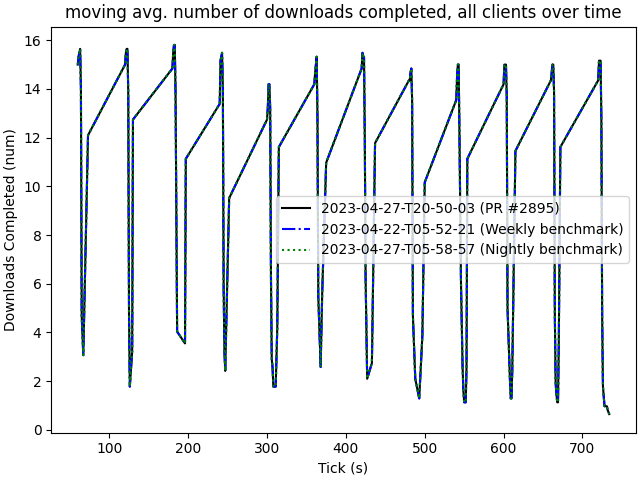 moving avg. number of downloads completed, all clients over time
Downloads Completed (num)
16
14
12
10
8
6
4
2
0
2023-04-27-T20-50-03 (PR #2895)
2023-04-22-T05-52-21 (Weekly benchmark)
2023-04-27-T05-58-57 (Nightly benchmark)
100 200 300 400 500 600 700
Tick (s)